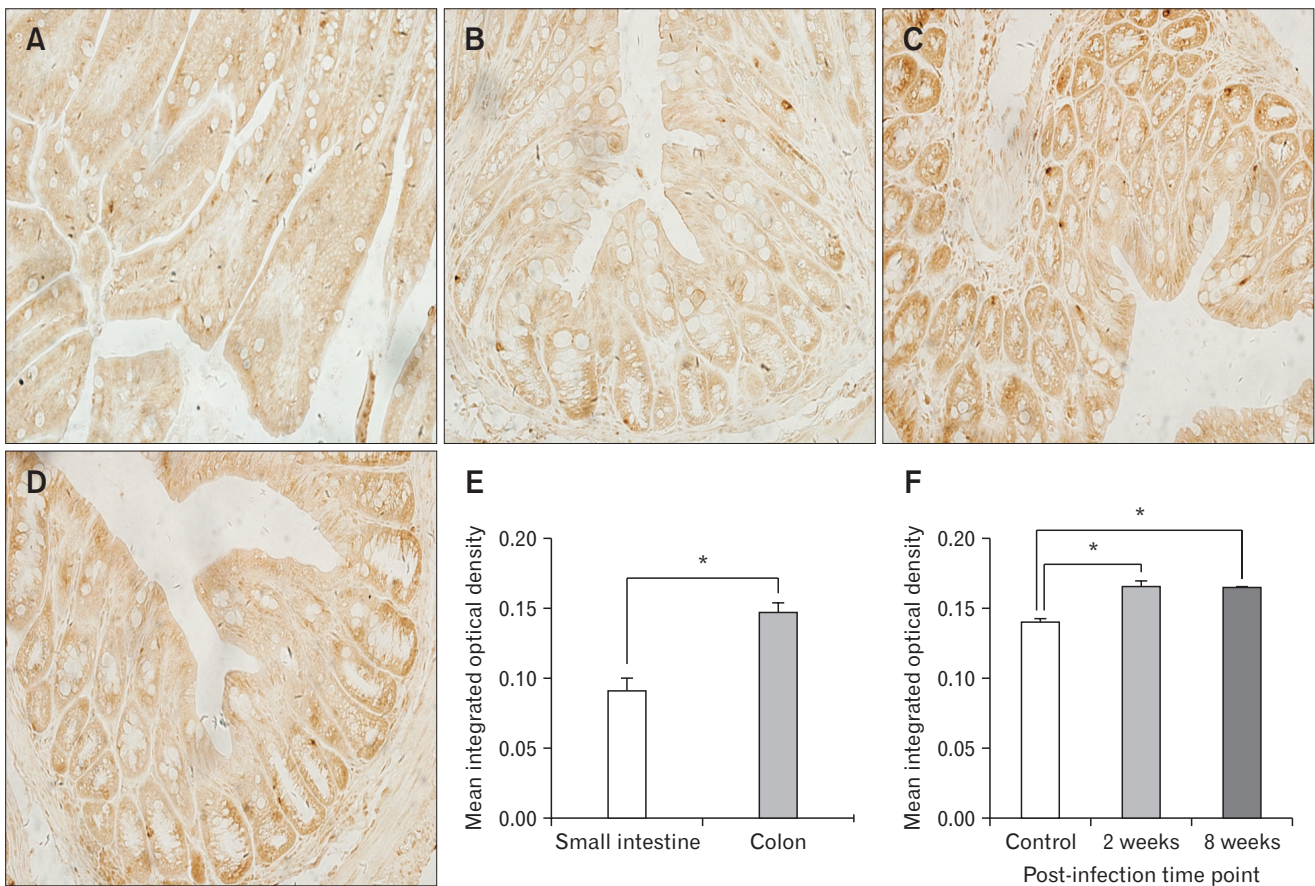 A
B
C
D
E
Mean integrated optical density
0.20
0.15
0.10
0.05
0.00
*
Small intestine
Colon
F
Mean integrated optical density
0.20
0.15
0.10
0.05
0.00
*
*
Control
2 weeks
8 weeks
Post-infection time point